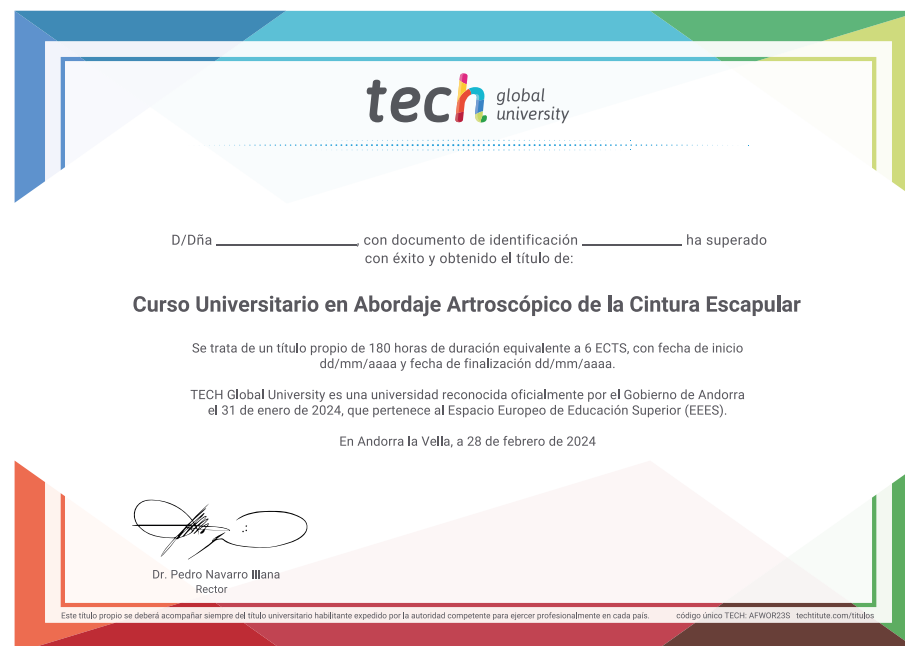 tech global university
D/Dña ____________, con documento de identificación ____________ ha superado
con éxito y obtenido el título de:
Curso Universitario en Abordaje Artroscópico de la Cintura Escapular
Se trata de un título propio de 180 horas de duración equivalente a 6 ECTS, con fecha de inicio
dd/mm/aaaa y fecha de finalización dd/mm/aaaa.
TECH Global University es una universidad reconocida oficialmente por el Gobierno de Andorra
el 31 de enero de 2024, que pertenece al Espacio Europeo de Educación Superior (EEES).
En Andorra la Vella, a 28 de febrero de 2024
Dr. Pedro Navarro Illana
Rector
Este título propio se deberá acompañar siempre del título universitario habilitante expedido por la autoridad competente para ejercer profesionalmente en cada país. código único TECH: AFWOR23S techtitute.com/titulos